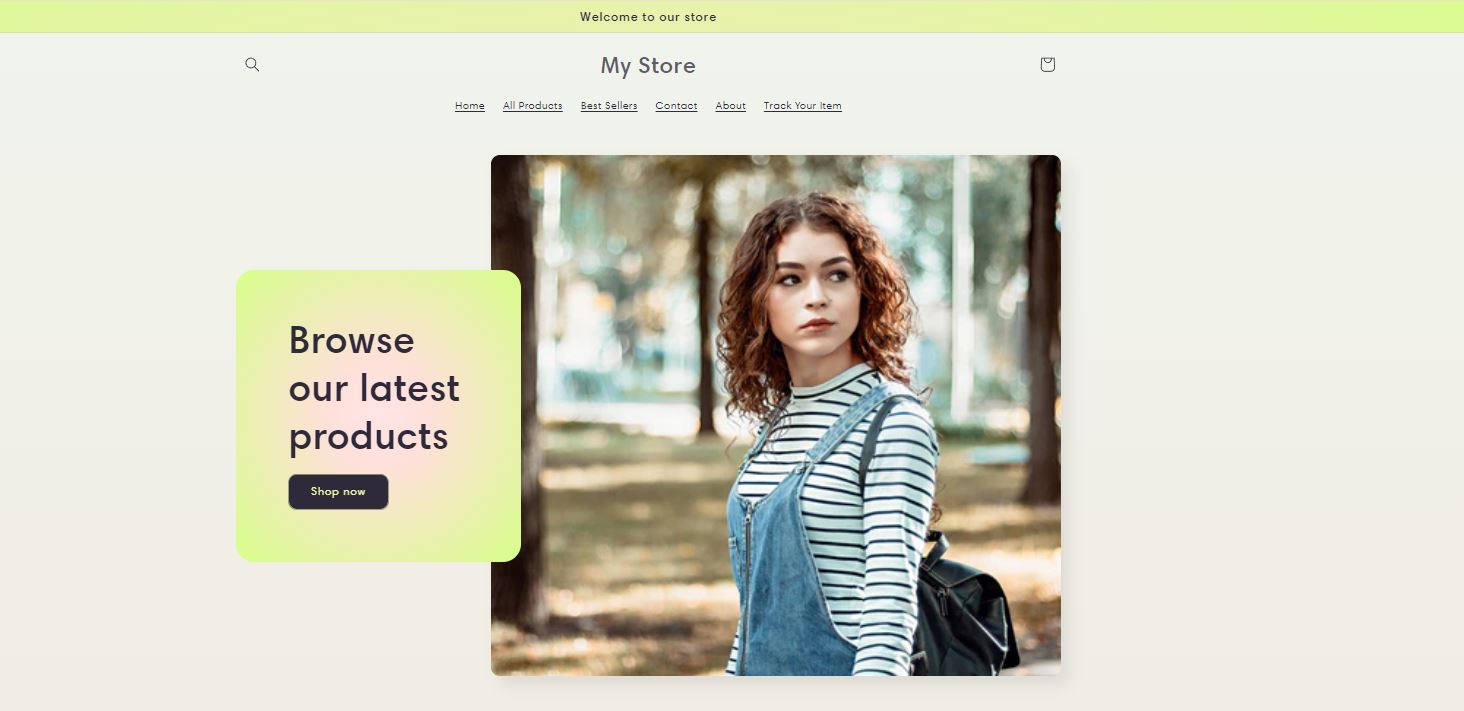 Welcome to our store
My Store
Home All Products Best Sellers Contact About Track Your Item
Browse
our latest
products
Shop now